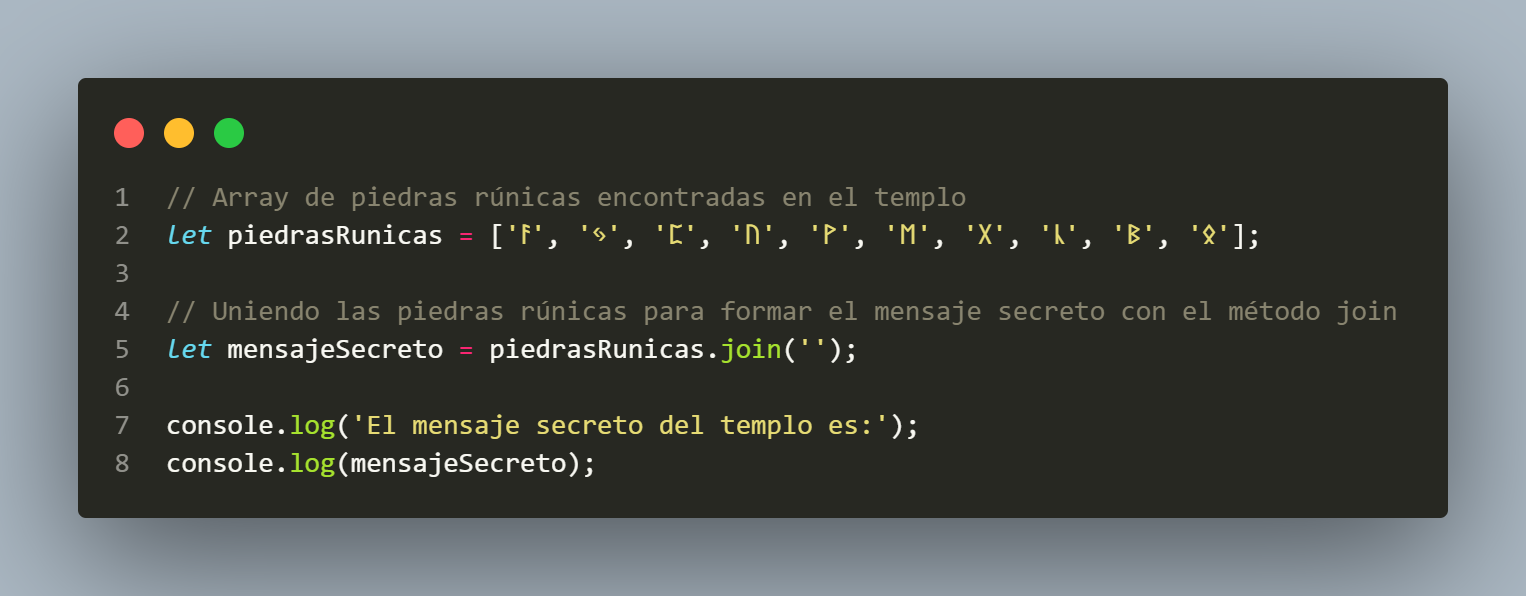 1 // Array de piedras rúnicas encontradas en el templo
2 let piedrasRunicas = ['ᚨ', 'ᛃ', 'ᛈ', 'ᚢ', 'ᚹ', 'ᛖ', 'ᚷ', 'ᚳ', 'ᛒ', 'ᛟ'];
3
4 // Uniendo las piedras rúnicas para formar el mensaje secreto con el método join
5 let mensajeSecreto = piedrasRunicas.join('');
6
7 console.log('El mensaje secreto del templo es:');
8 console.log(mensajeSecreto);